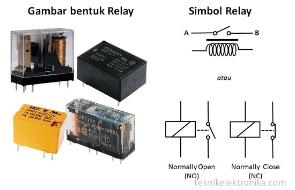 Gambar bentuk Relay
Simbol Relay
A
B
atau
Normally Open
(NO)
Normally Close
(NC)
teknikelektronika.com